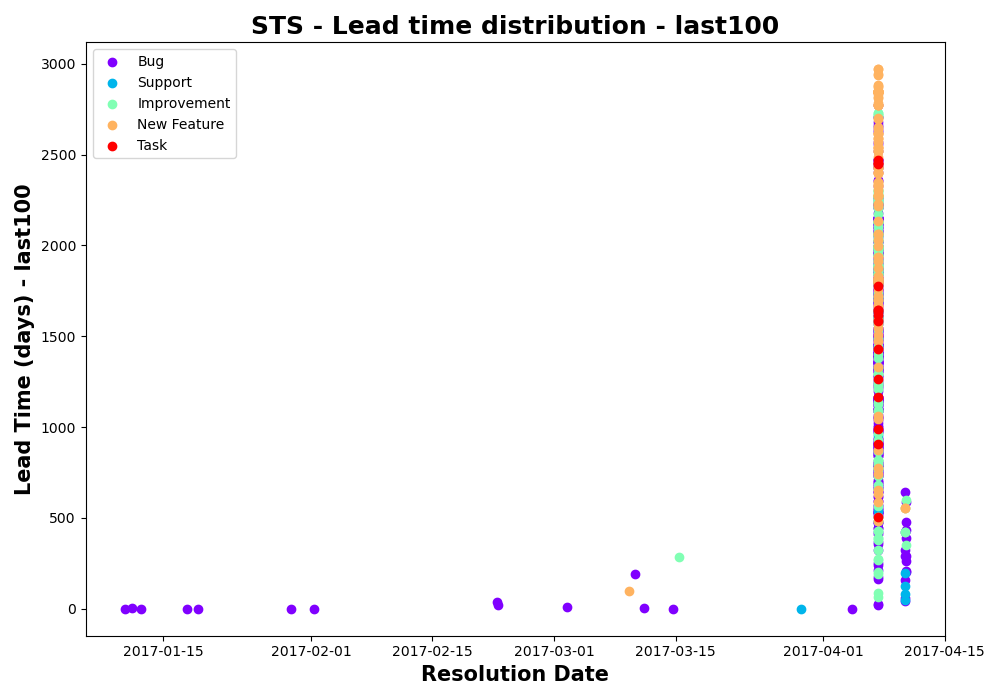 STS - Lead time distribution - last100
Bug
Support
Improvement
New Feature
Task
Lead Time (days) - last100
3000
2500
2000
1500
1000
500
0
2017-01-15
2017-02-01
2017-02-15
2017-03-01
2017-03-15
2017-04-01
2017-04-15
Resolution Date